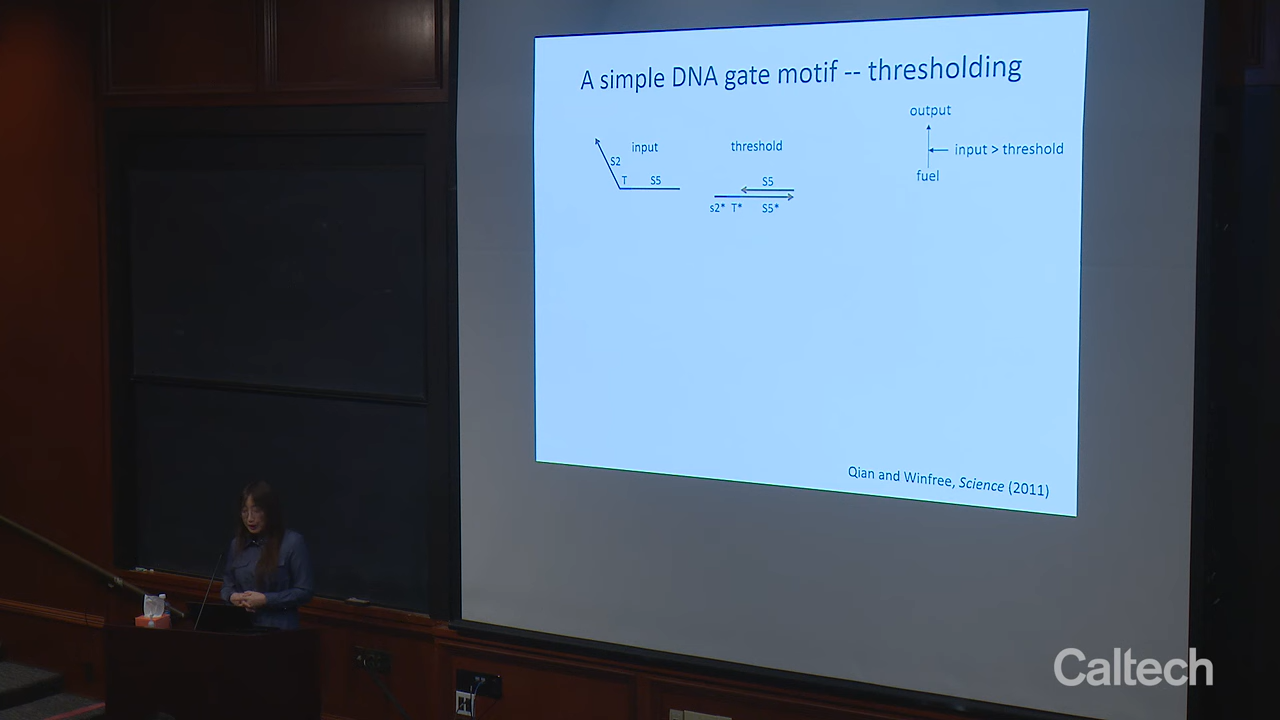 A simple DNA gate motif -- thresholding
output
input
threshold
input > threshold
S2
fuel
T
S5
S5
s2* T* S5*
Qian and Winfree, Science (2011)
Caltech